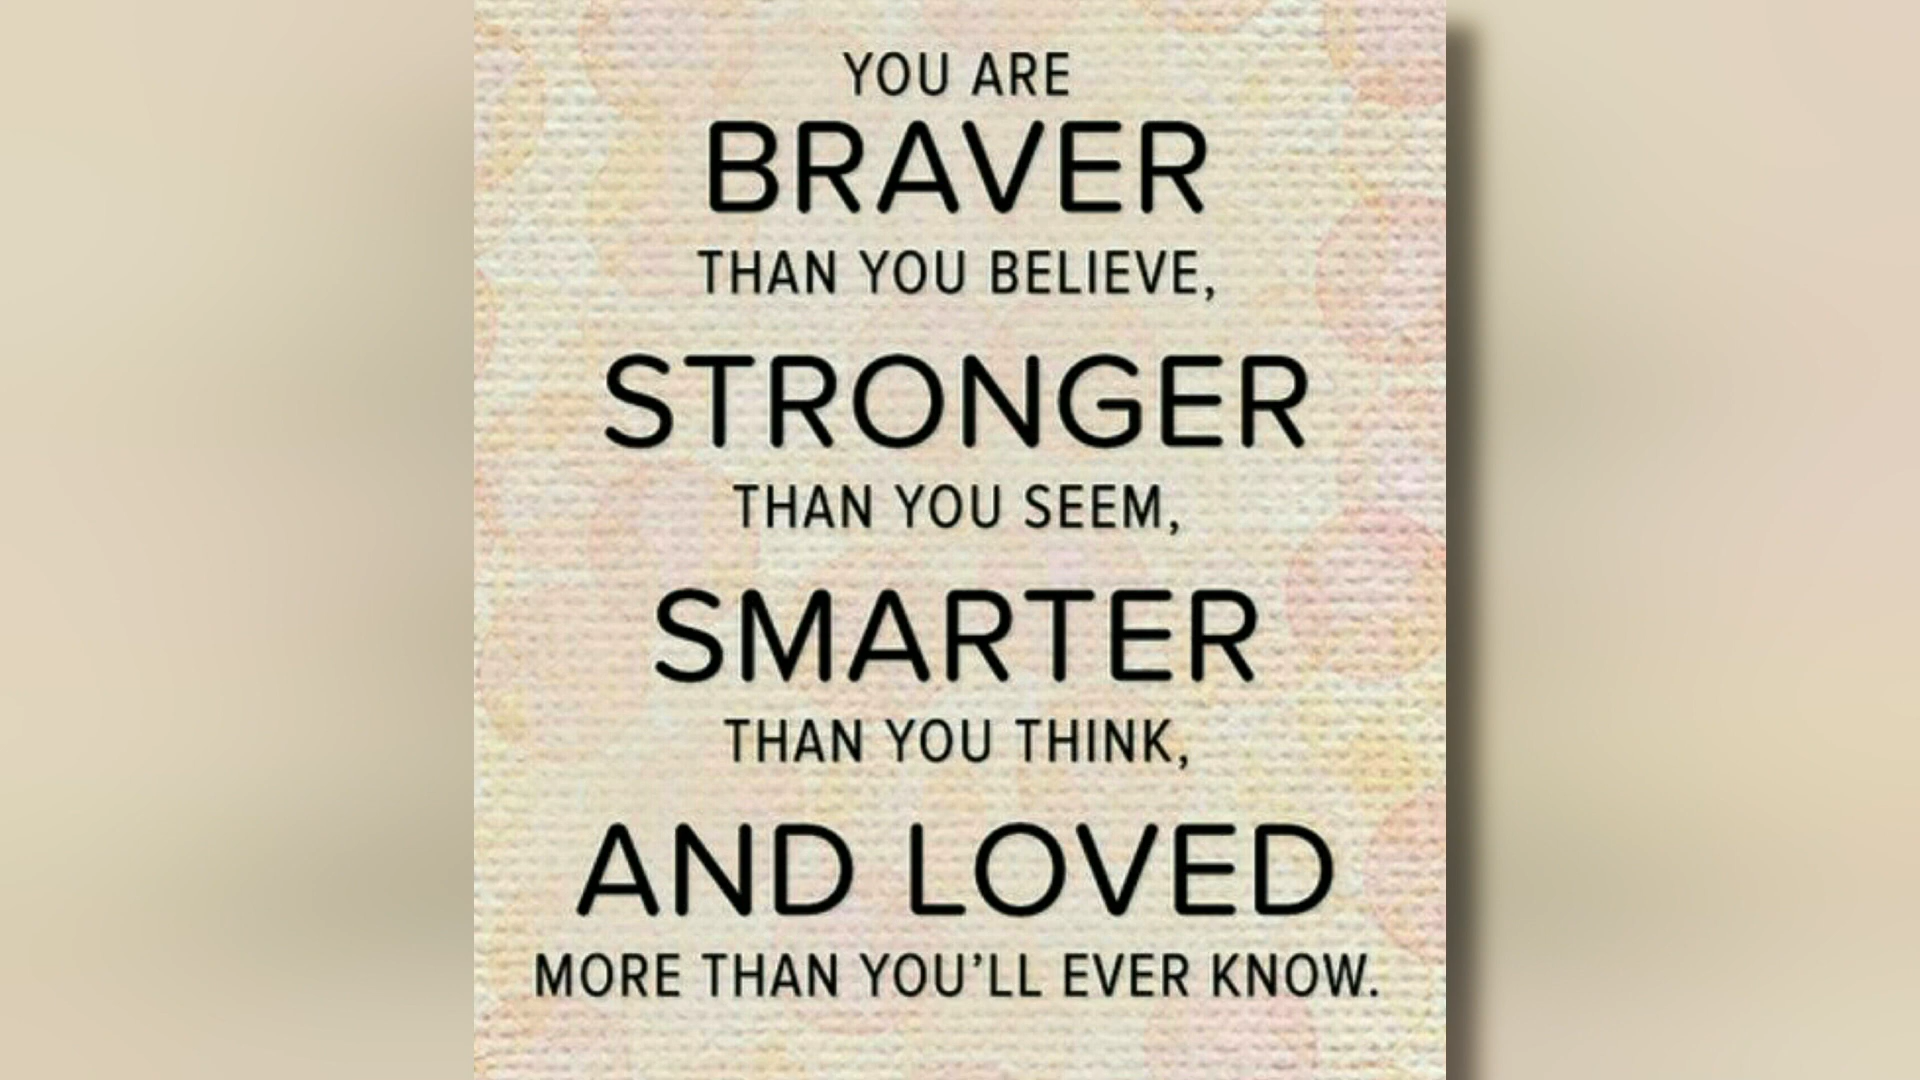 YOU ARE
BRAVER
THAN YOU BELIEVE,
STRONGER
THAN YOU SEEM,
SMARTER
THAN YOU THINK,
AND LOVED
MORE THAN YOU’LL EVER KNOW.